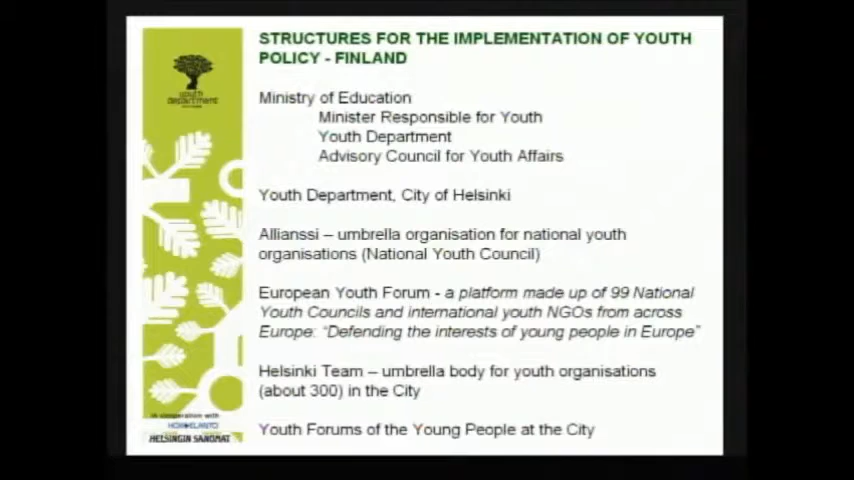 STRUCTURES FOR THE IMPLEMENTATION OF YOUTH
POLICY - FINLAND
youth
department
Ministry of Education
Minister Responsible for Youth
Youth Department
Advisory Council for Youth Affairs
Youth Department, City of Helsinki
Allianssi – umbrella organisation for national youth
organisations (National Youth Council)
European Youth Forum - a platform made up of 99 National
Youth Councils and international youth NGOs from across
Europe: “Defending the interests of young people in Europe”
Helsinki Team – umbrella body for youth organisations
(about 300) in the City
Youth Forums of the Young People at the City
in cooperation with
HELSINGIN SANOMAT